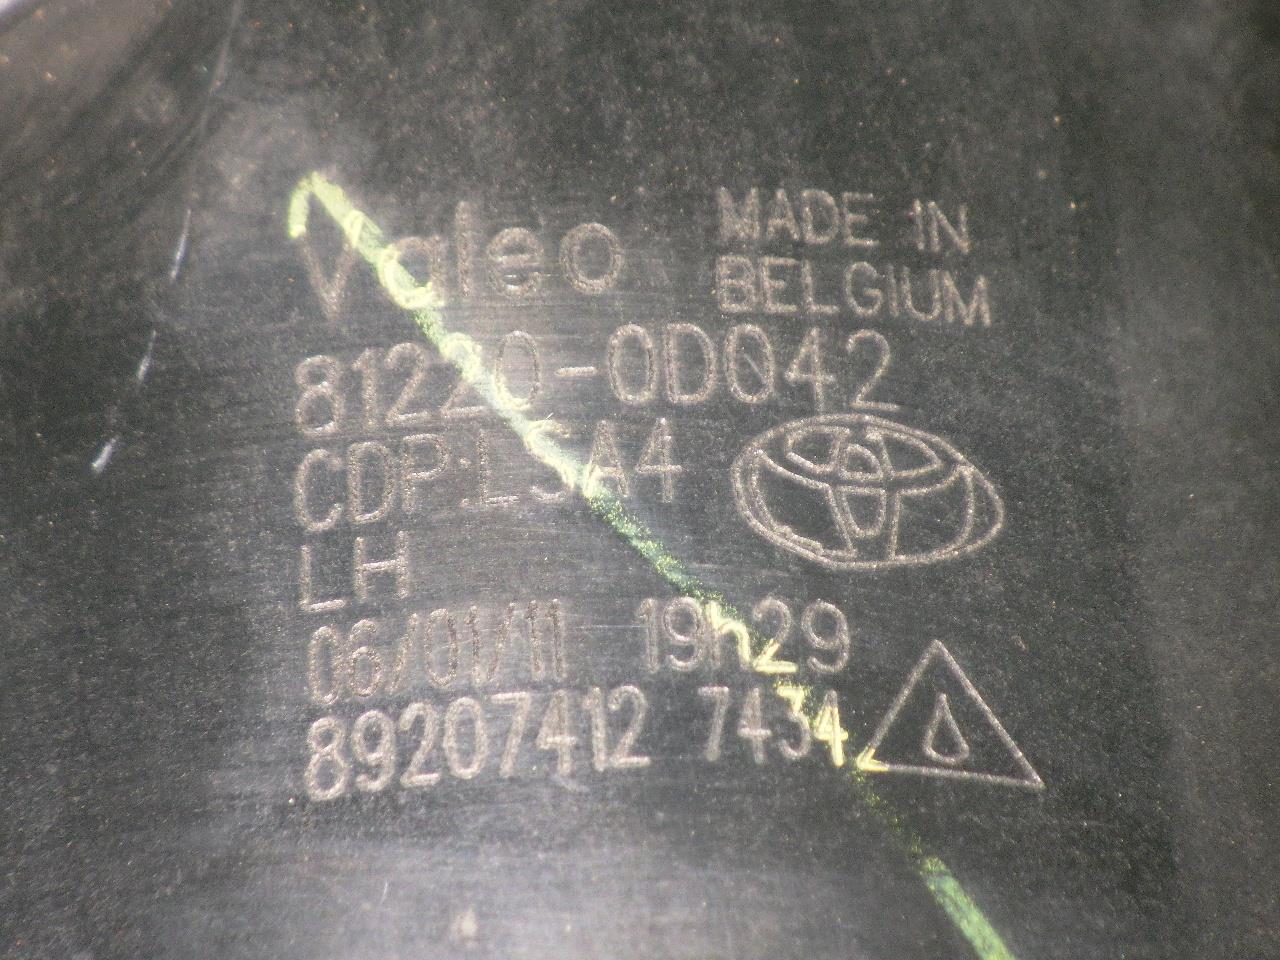 Valeo
MADE IN
BELGIUM
81220-0D042
CDP:LSA4
LH
06/01/11 19h29
89207412 7434